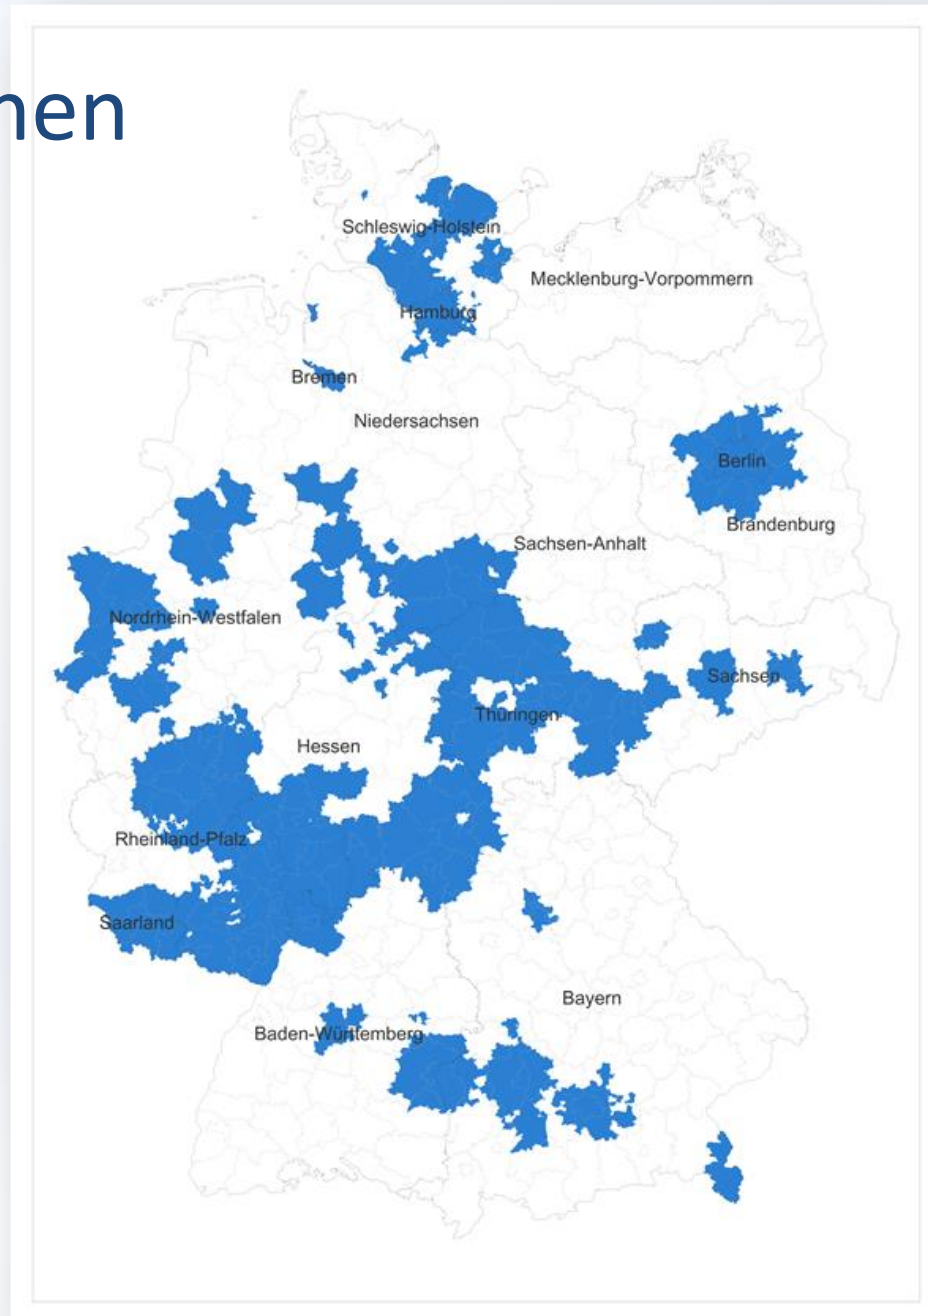 nen
Schleswig-Holstein
Mecklenburg-Vorpommern
Hamburg
Bremen
Niedersachsen
Berlin
Brandenburg
Sachsen-Anhalt
Nordrhein-Westfalen
Sachsen
Thüringen
Hessen
Rheinland-Pfalz
Saarland
Bayern
Baden-Württemberg